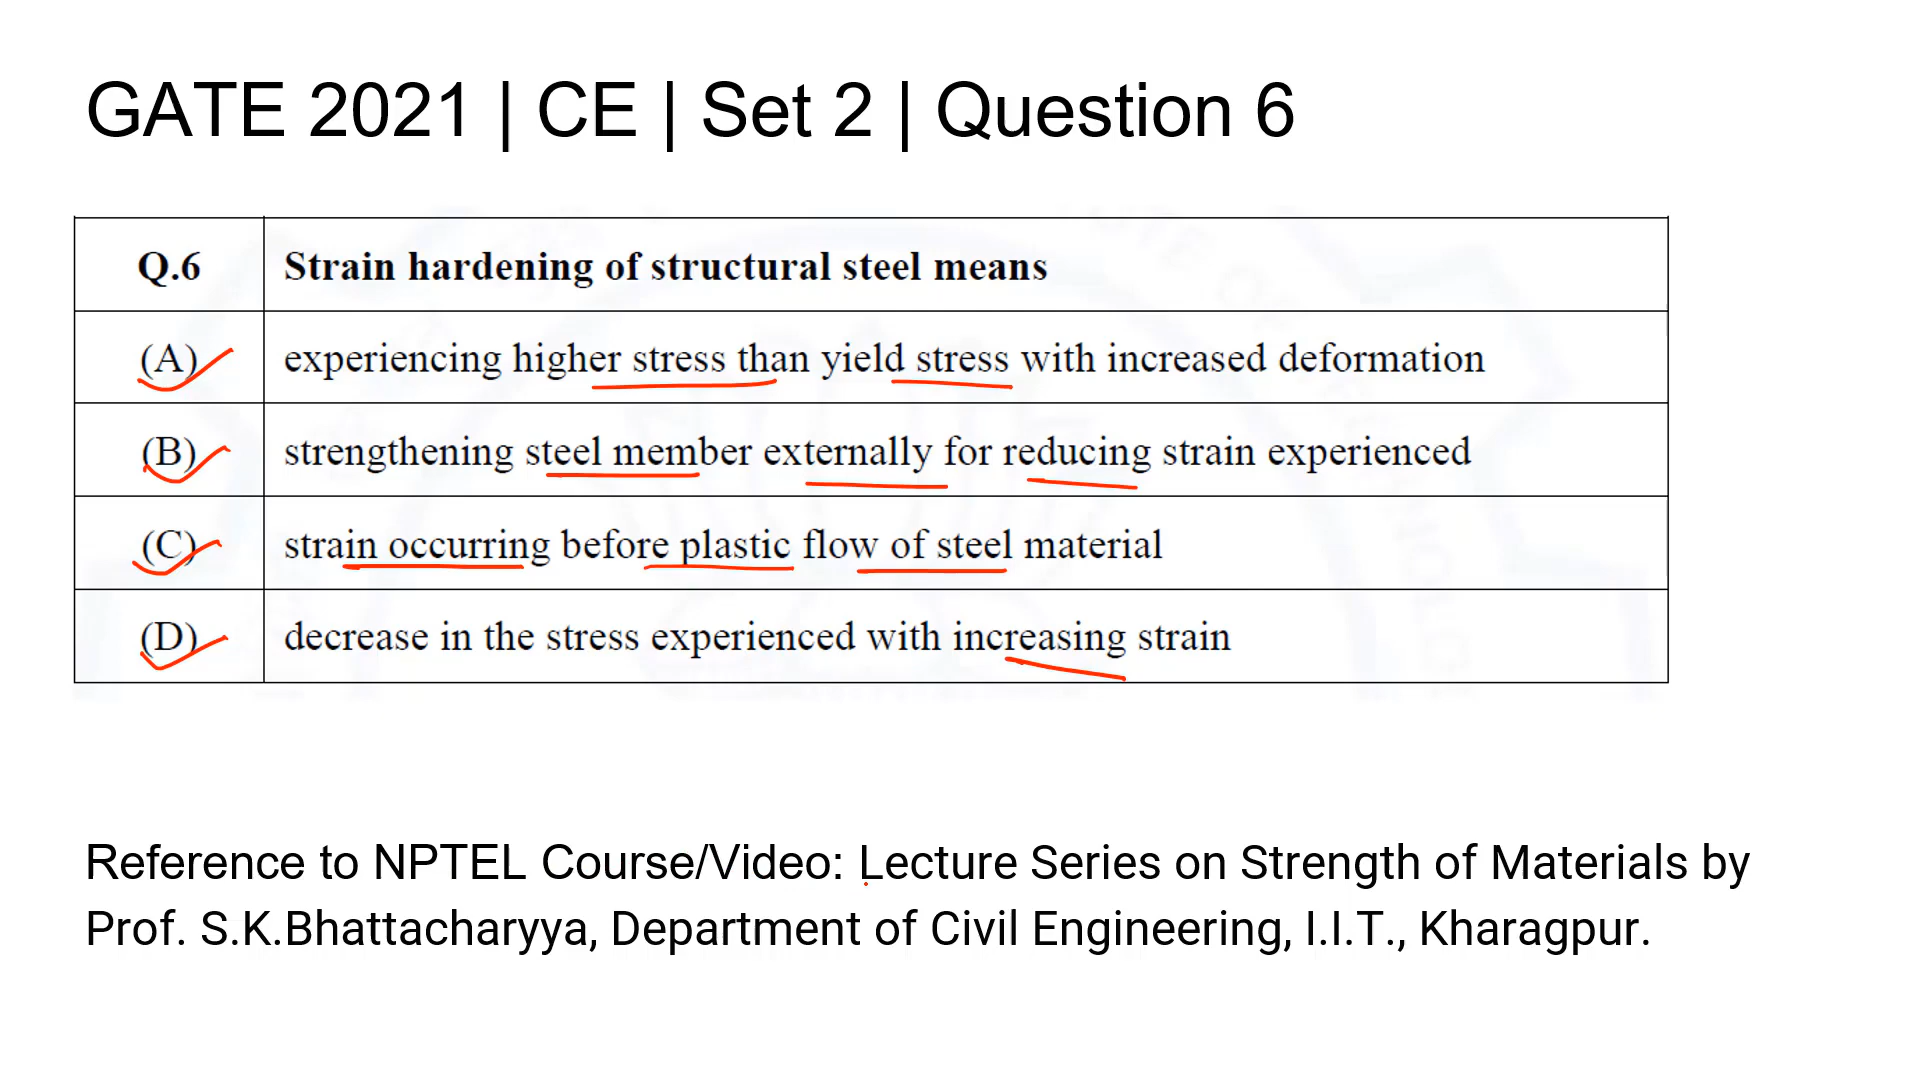 GATE 2021 | CE | Set 2 | Question 6
Q.6 Strain hardening of structural steel means
(A) experiencing higher stress than yield stress with increased deformation
(B) strengthening steel member externally for reducing strain experienced
(C) strain occurring before plastic flow of steel material
(D) decrease in the stress experienced with increasing strain
Reference to NPTEL Course/Video: Lecture Series on Strength of Materials by
Prof. S.K.Bhattacharyya, Department of Civil Engineering, I.I.T., Kharagpur.